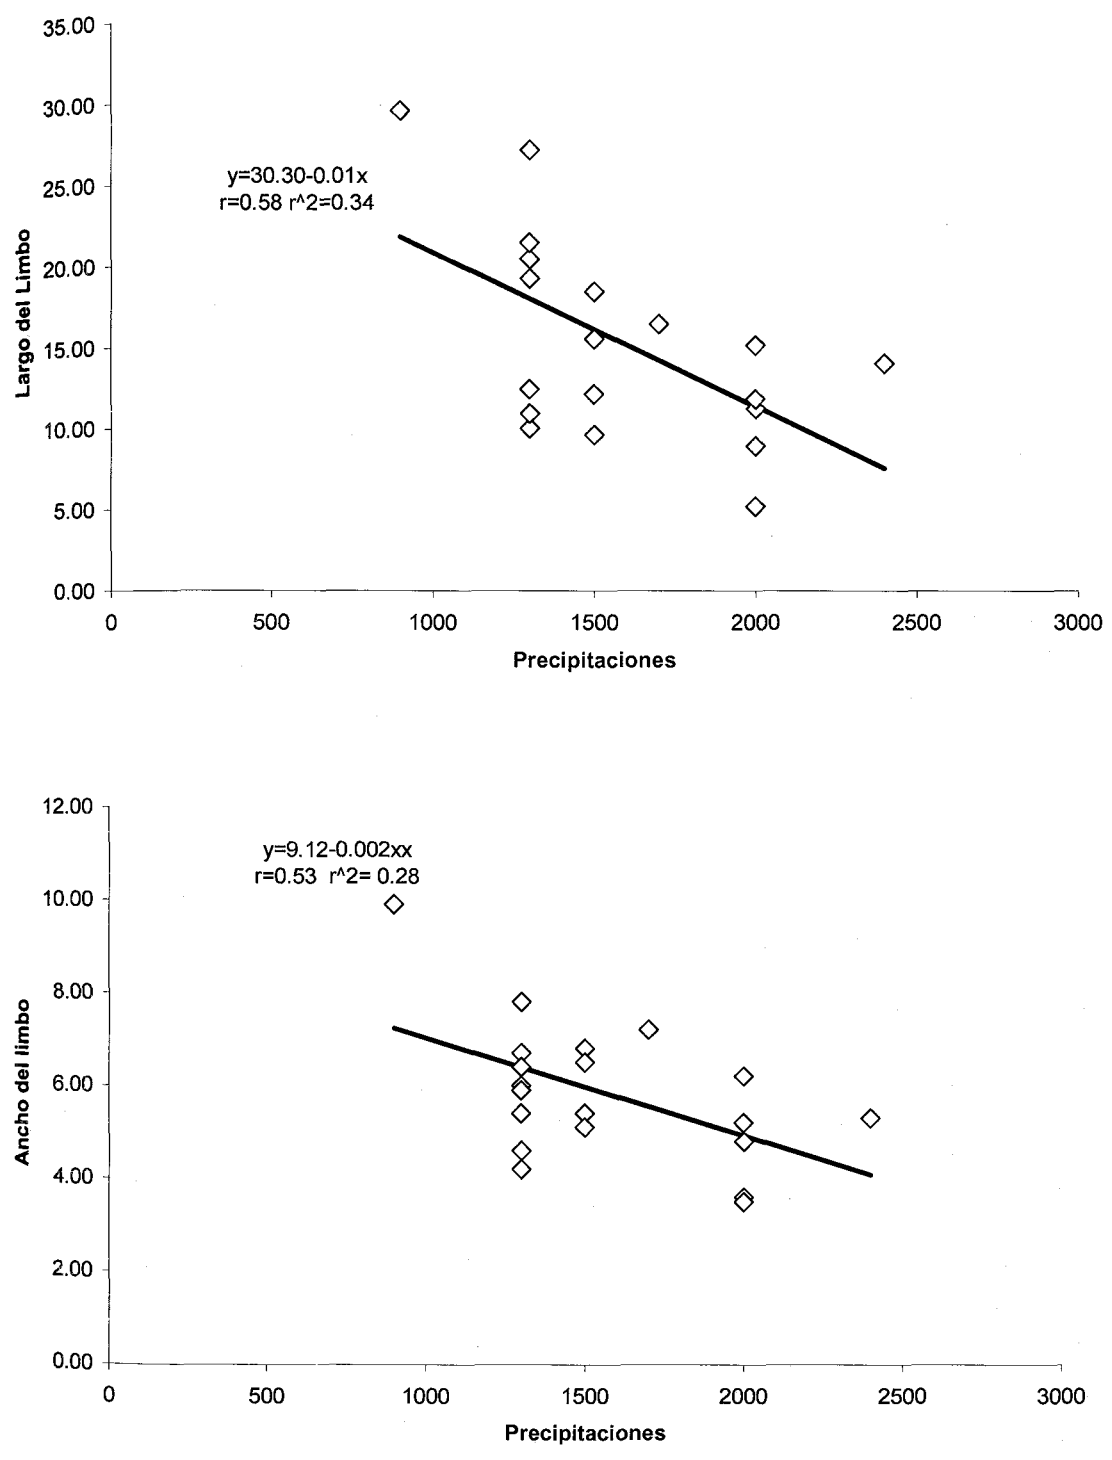 35.00
30.00
25.00
20.00
15.00
10.00
5.00
0.00
Largo del Limbo
y=30.30-0.01x
r=0.58 r^2=0.34
0 500 1000 1500 2000 2500 3000
Precipitaciones
12.00
10.00
8.00
6.00
4.00
2.00
0.00
Ancho del limbo
y=9.12-0.002xx
r=0.53 r^2= 0.28
0 500 1000 1500 2000 2500 3000
Precipitaciones